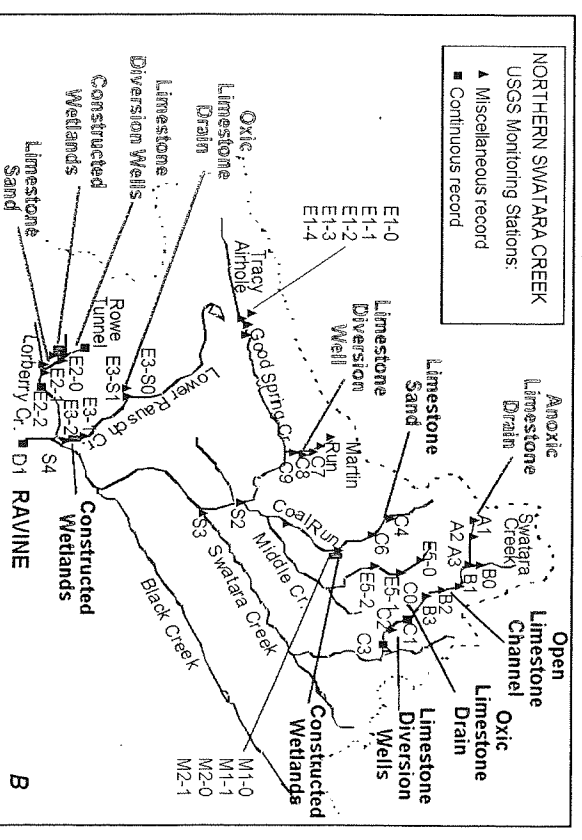 NORTHERN SWATARA CREEK
USGS Monitoring Stations:
▲ Miscellaneous record
■ Continuous record
Anoxic
Limestone
Drain
Swatara
Creek
A1
A2
A3
B0
B1
B2
B3
Open
Limestone
Channel
E5-0
C0
C1
C2
C3
Oxic
Limestone
Drain
Limestone
Diversion
Wells
E5-1
E5-2
C4
C6
Limestone
Sand
Constructed
Wetlands
M1-0
M1-1
M2-0
M2-1
Limestone
Diversion
Well
Martin
Run
C7
C8
C9
Coal Run
Middle Cr.
S2
S3
Swatara Creek
Black Creek
E1-0
E1-1
E1-2
E1-3
E1-4
Tracy
Airhole
Good Spring Cr.
Oxic
Limestone
Drain
E3-S0
E3-S1
Lower Rausch Cr.
Limestone
Diversion Wells
Rowe
Tunnel
Constructed
Wetlands
E2-0
E2-
E2-2
E3-1
E3-2
Limestone
Sand
Lorberry Cr.
S4
D1
RAVINE
Constructed
Wetlands
B